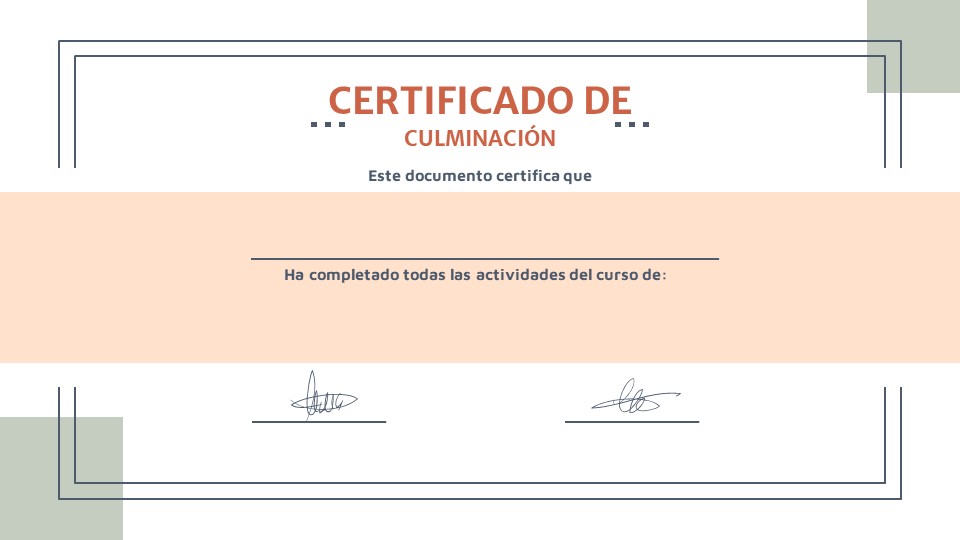 CERTIFICADO DE
CULMINACIÓN
Este documento certifica que
Ha completado todas las actividades del curso de: